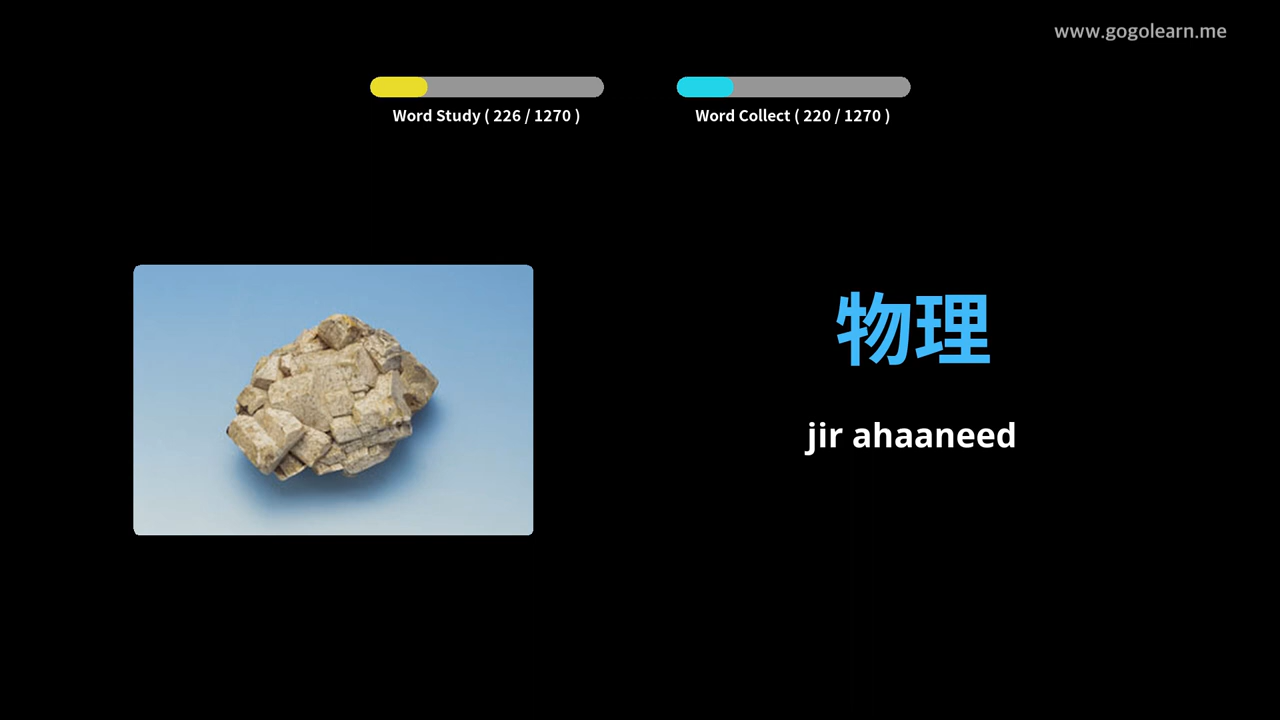 www.gogolearn.me
Word Study ( 226 / 1270 )
Word Collect ( 220 / 1270 )
物理
jir ahaaneed